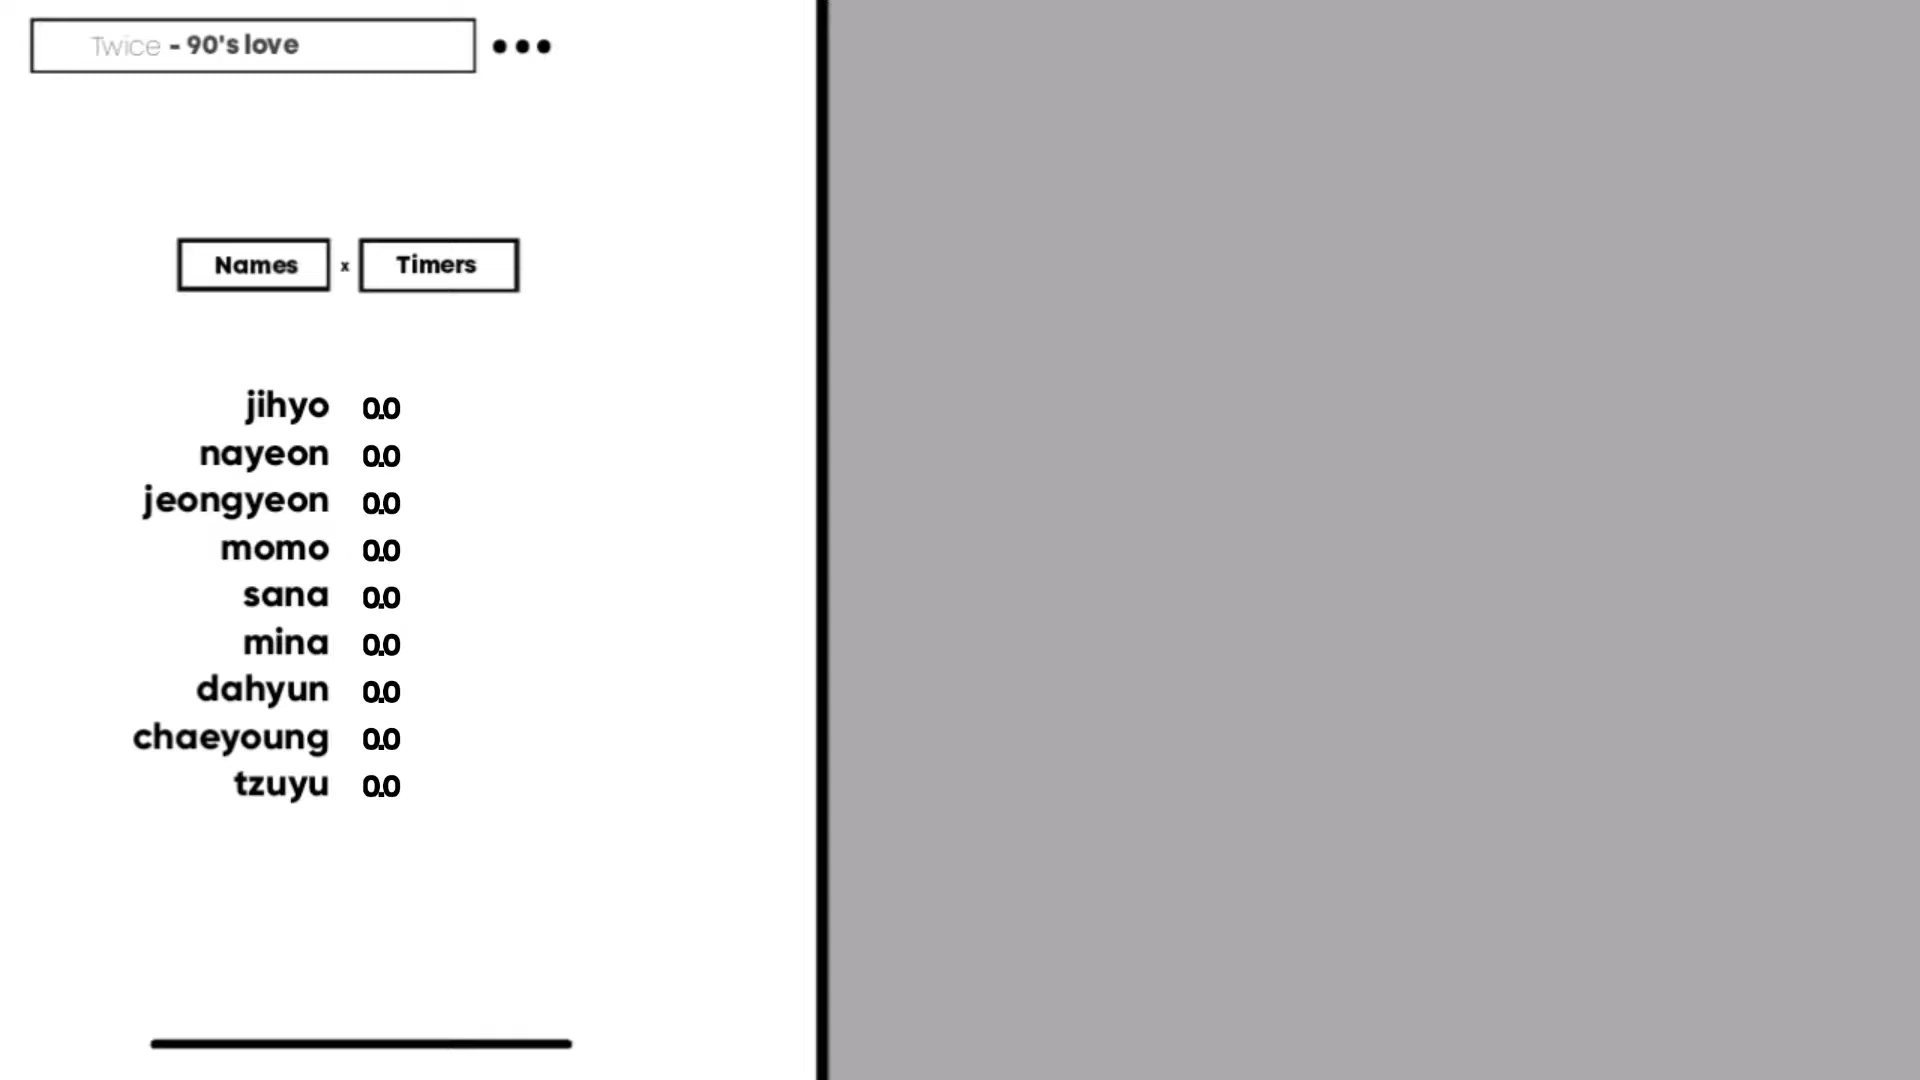 Twice - 90's love
Names x Timers
jihyo 0.0
nayeon 0.0
jeongyeon 0.0
momo 0.0
sana 0.0
mina 0.0
dahyun 0.0
chaeyoung 0.0
tzuyu 0.0